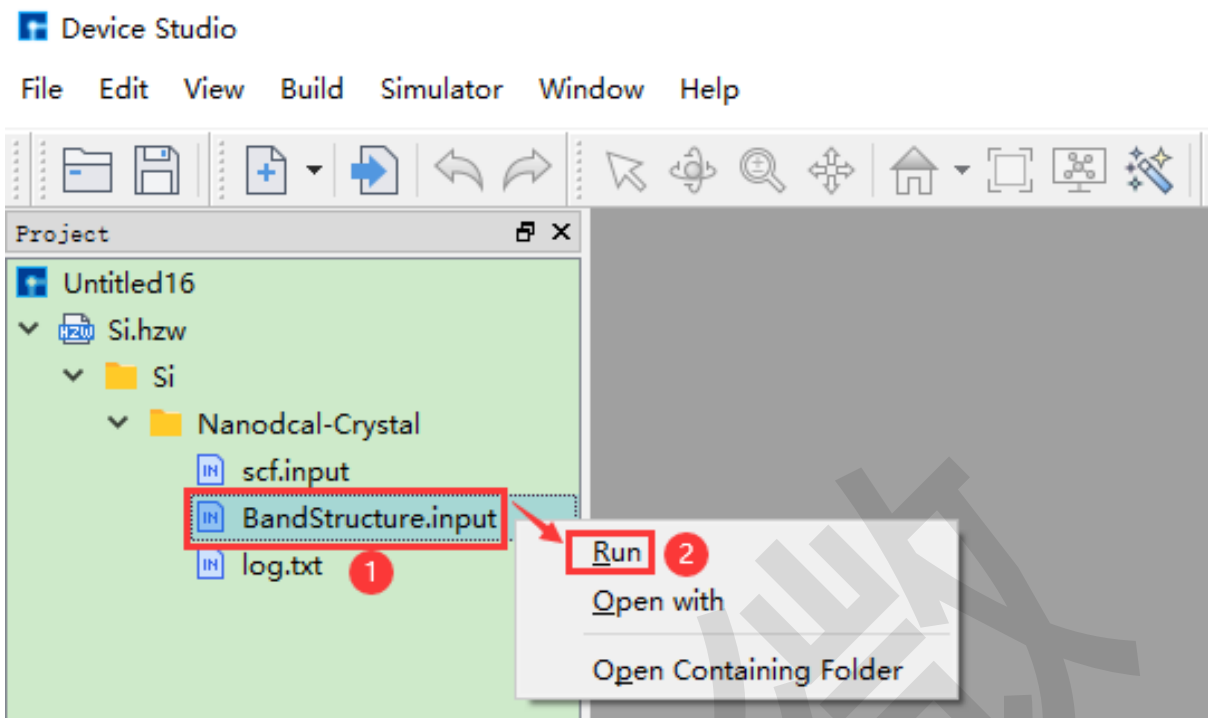 Device Studio
File Edit View Build Simulator Window Help
Project
Untitled16
Si.hzw
Si
Nanodcal-Crystal
scf.input
BandStructure.input
log.txt
1
Run
2
Open with
Open Containing Folder